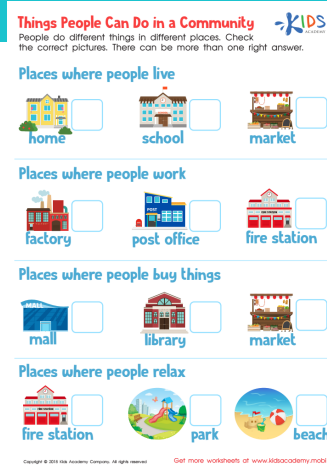 Things People Can Do in a Community
KIDS
ACADEMY
People do different things in different places. Check
the correct pictures. There can be more than one right answer.
Places where people live
home school market
Places where people work
POST
FIRE STATION
factory post office fire station
Places where people buy things
MALL
mall library market
Places where people relax
FIRE STATION
fire station park beach
Copyright © 2018 Kids Academy Company. All rights reserved
Get more worksheets at www.kidsacademy.mobi